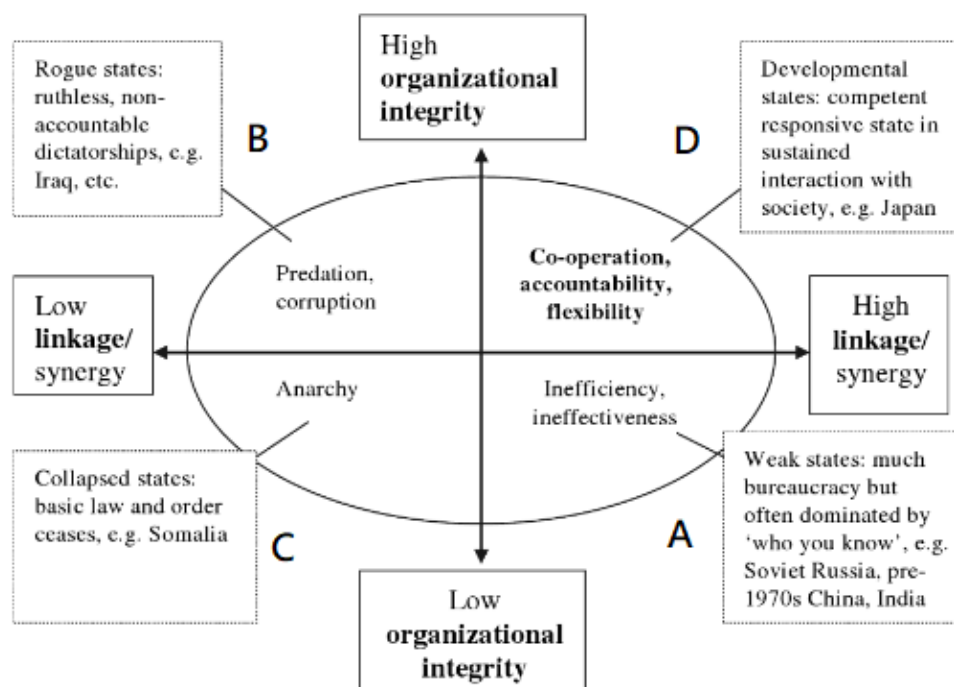 High
organizational
integrity
Rogue states:
ruthless, non-
accountable
dictatorships, e.g.
Iraq, etc.
B
D
Developmental
states: competent
responsive state in
sustained
interaction with
society, e.g. Japan
Predation,
corruption
Co-operation,
accountability,
flexibility
Low
linkage/
synergy
High
linkage/
synergy
Anarchy
Inefficiency,
ineffectiveness
Collapsed states:
basic law and order
ceases, e.g. Somalia
C
A
Weak states: much
bureaucracy but
often dominated by
‘who you know’, e.g.
Soviet Russia, pre-
1970s China, India
Low
organizational
integrity